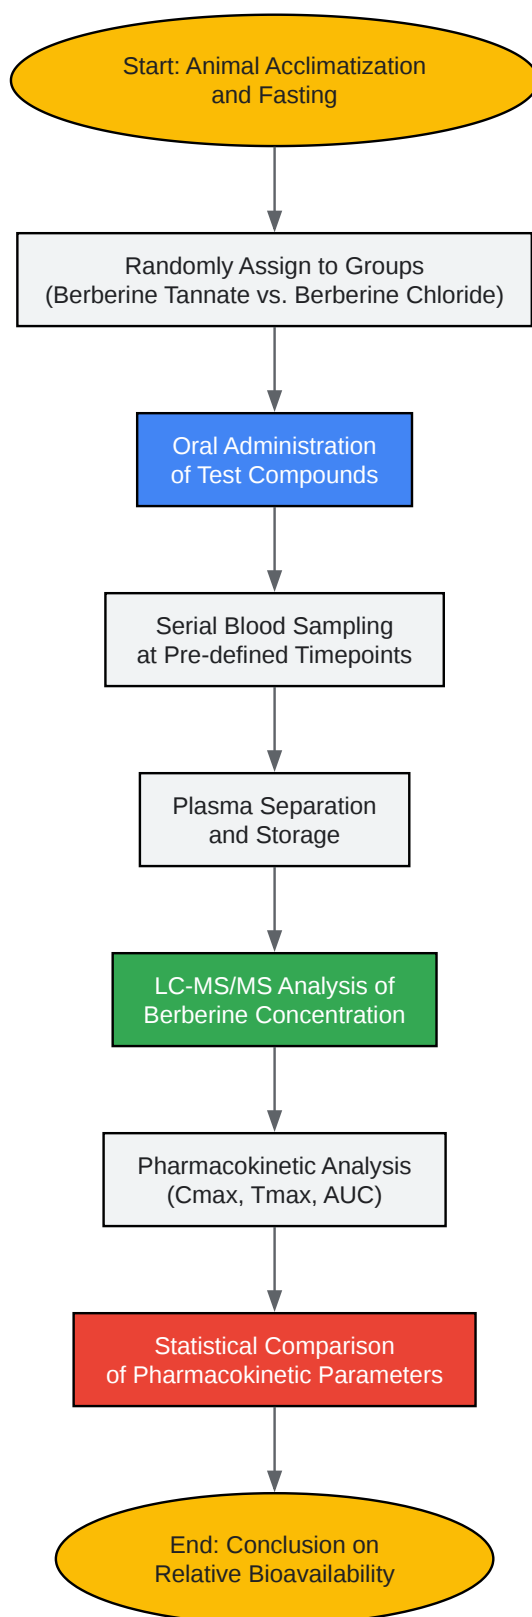 Start: Animal Acclimatization
and Fasting
Randomly Assign to Groups
(Berberine Tannate vs. Berberine Chloride)
Oral Administration
of Test Compounds
Serial Blood Sampling
at Pre-defined Timepoints
Plasma Separation
and Storage
LC-MS/MS Analysis of
Berberine Concentration
Pharmacokinetic Analysis
(Cmax, Tmax, AUC)
Statistical Comparison
of Pharmacokinetic Parameters
End: Conclusion on
Relative Bioavailability